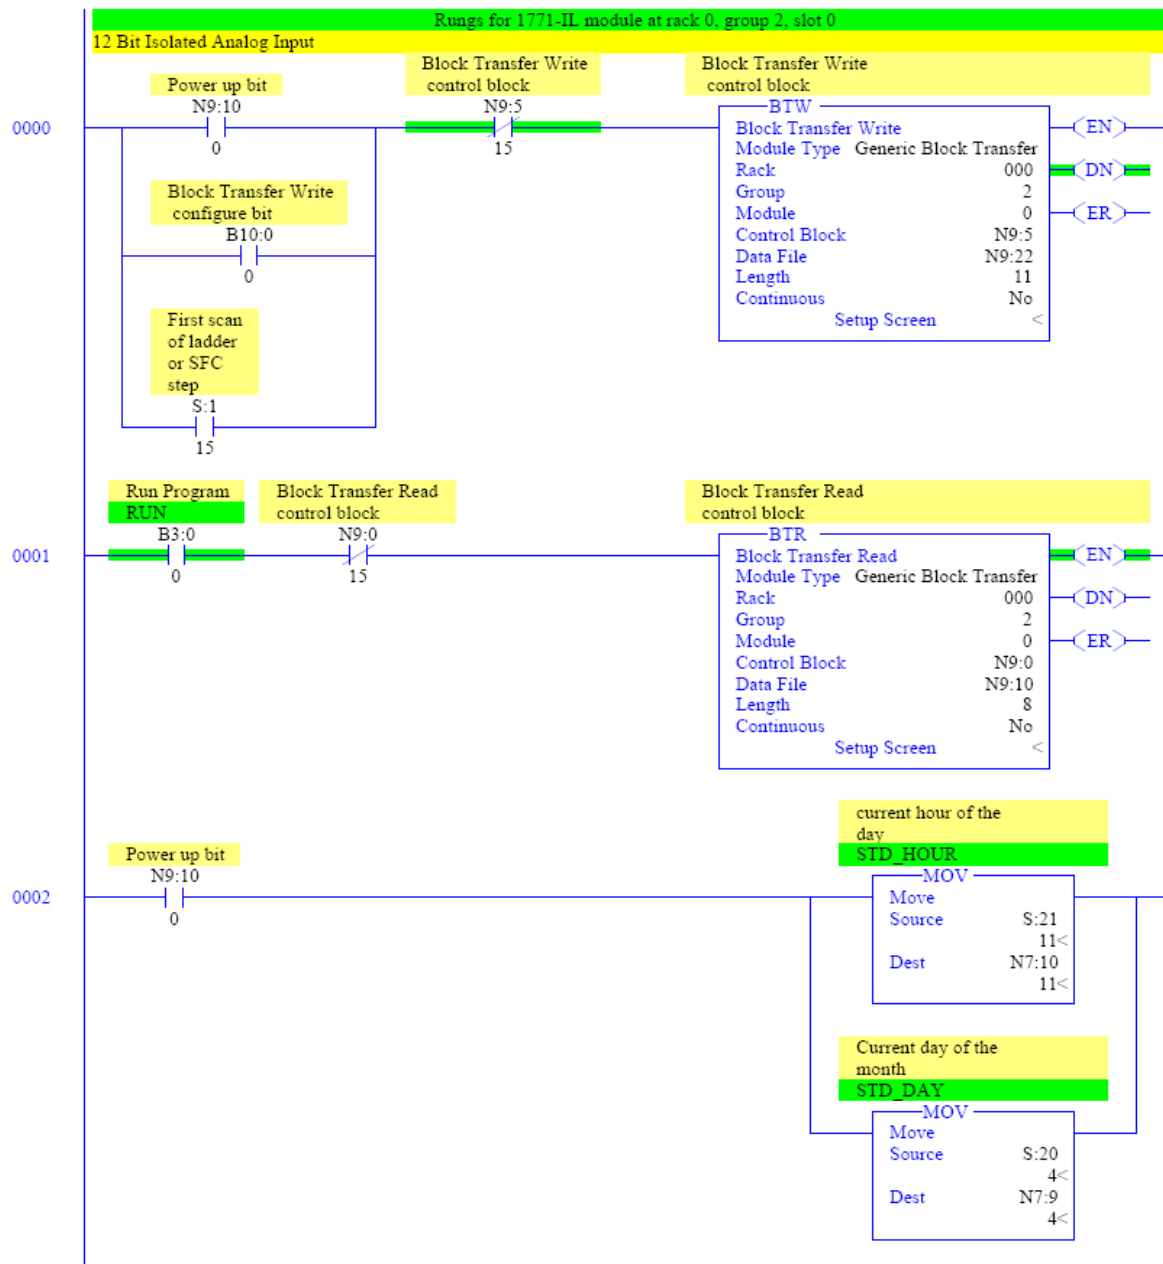 Rungs for 1771-IL module at rack 0, group 2, slot 0
12 Bit Isolated Analog Input
0000
Power up bit
N9:10
0
Block Transfer Write
configure bit
B10:0
0
First scan
of ladder
or SFC
step
S:1
15
Block Transfer Write
control block
N9:5
15
Block Transfer Write
control block
BTW
Block Transfer Write
Module Type Generic Block Transfer
Rack 000
Group 2
Module 0
Control Block N9:5
Data File N9:22
Length 11
Continuous No
Setup Screen <
EN
DN
ER
0001
Run Program
RUN
B3:0
0
Block Transfer Read
control block
N9:0
15
Block Transfer Read
control block
BTR
Block Transfer Read
Module Type Generic Block Transfer
Rack 000
Group 2
Module 0
Control Block N9:0
Data File N9:10
Length 8
Continuous No
Setup Screen <
EN
DN
ER
0002
Power up bit
N9:10
0
current hour of the
day
STD_HOUR
MOV
Move
Source S:21
11<
Dest N7:10
11<
Current day of the
month
STD_DAY
MOV
Move
Source S:20
4<
Dest N7:9
4<